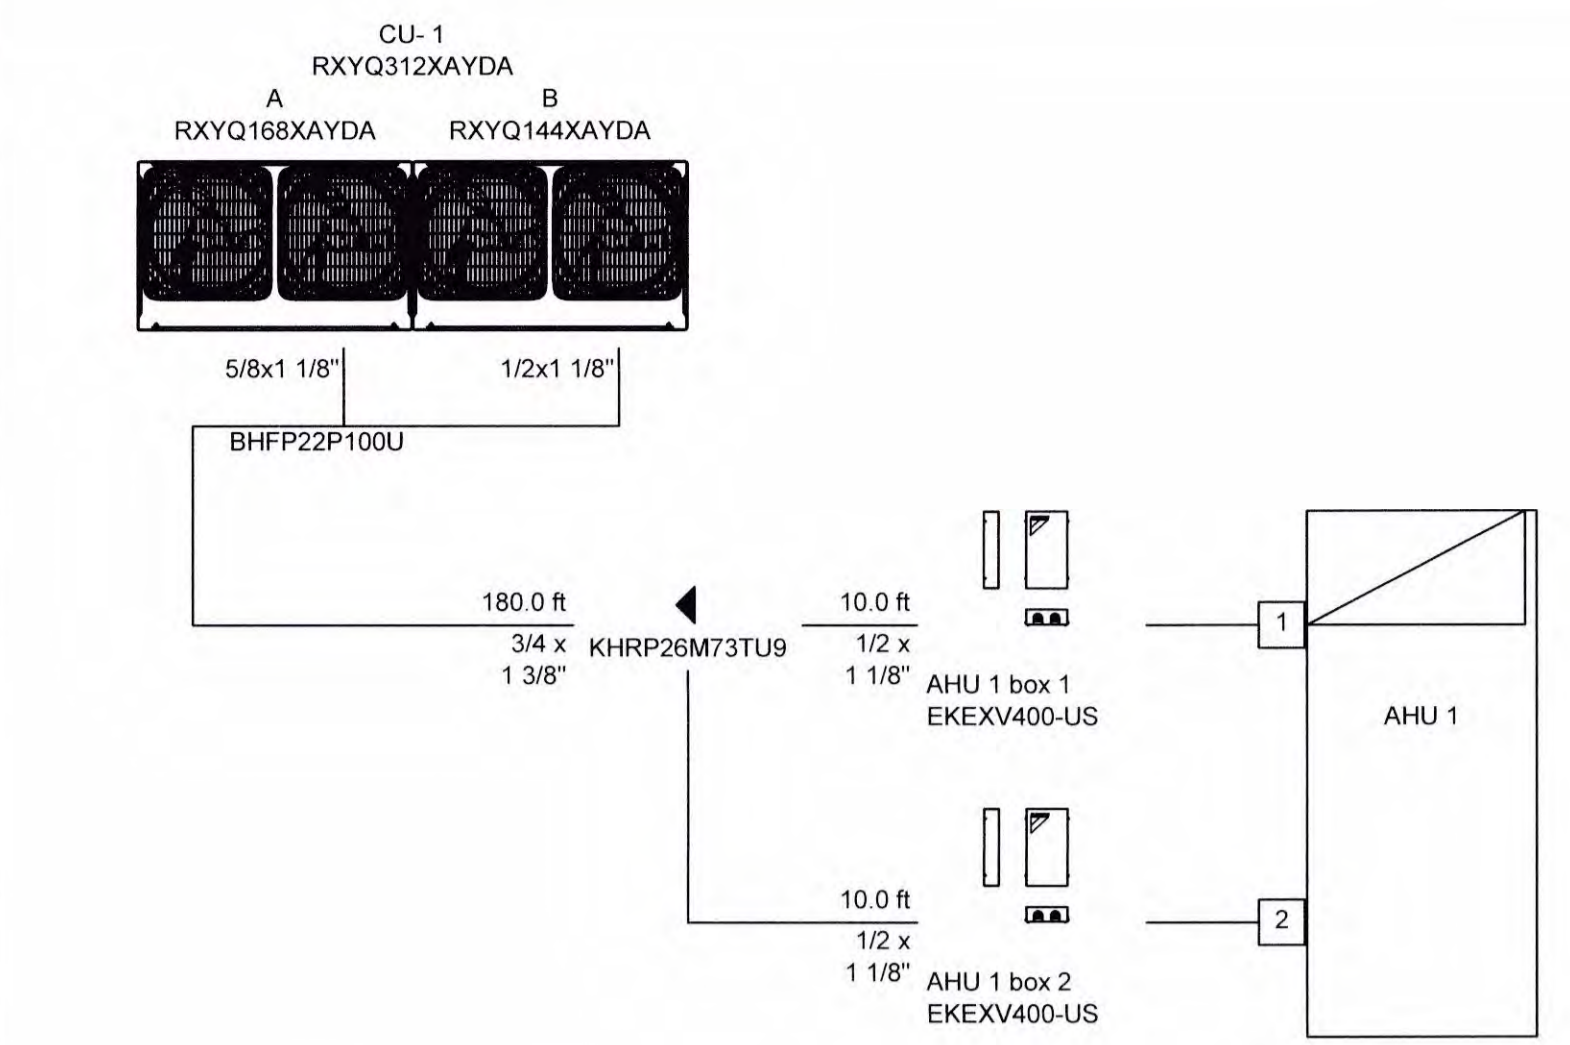 CU- 1
RXYQ312XAYDA
A
RXYQ168XAYDA
B
RXYQ144XAYDA
5/8x1 1/8"
1/2x1 1/8"
BHFP22P100U
180.0 ft
3/4 x
1 3/8"
KHRP26M73TU9
10.0 ft
1/2 x
1 1/8"
AHU 1 box 1
EKEXV400-US
1
AHU 1
10.0 ft
1/2 x
1 1/8"
AHU 1 box 2
EKEXV400-US
2